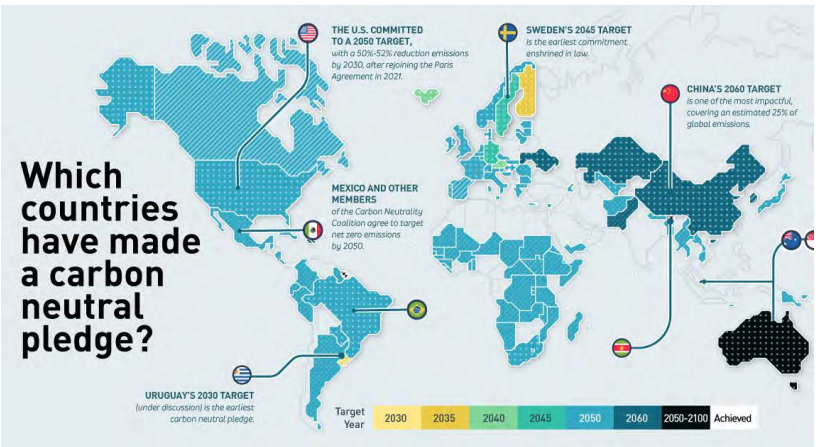 THE U.S. COMMITTED
TO A 2050 TARGET,
with a 50%-52% reduction emissions
by 2030, after rejoining the Paris
Agreement in 2021.
SWEDEN'S 2045 TARGET
is the earliest commitment
enshrined in law.
CHINA'S 2060 TARGET
is one of the most impactful,
covering an estimated 25% of
global emissions.
Which
countries
have made
a carbon
neutral
pledge?
MEXICO AND OTHER
MEMBERS
of the Carbon Neutrality
Coalition agree to target
net zero emissions
by 2050.
URUGUAY'S 2030 TARGET
(under discussion) is the earliest
carbon neutral pledge.
Target
Year
2030
2035
2040
2045
2050
2060
2050-2100
Achieved